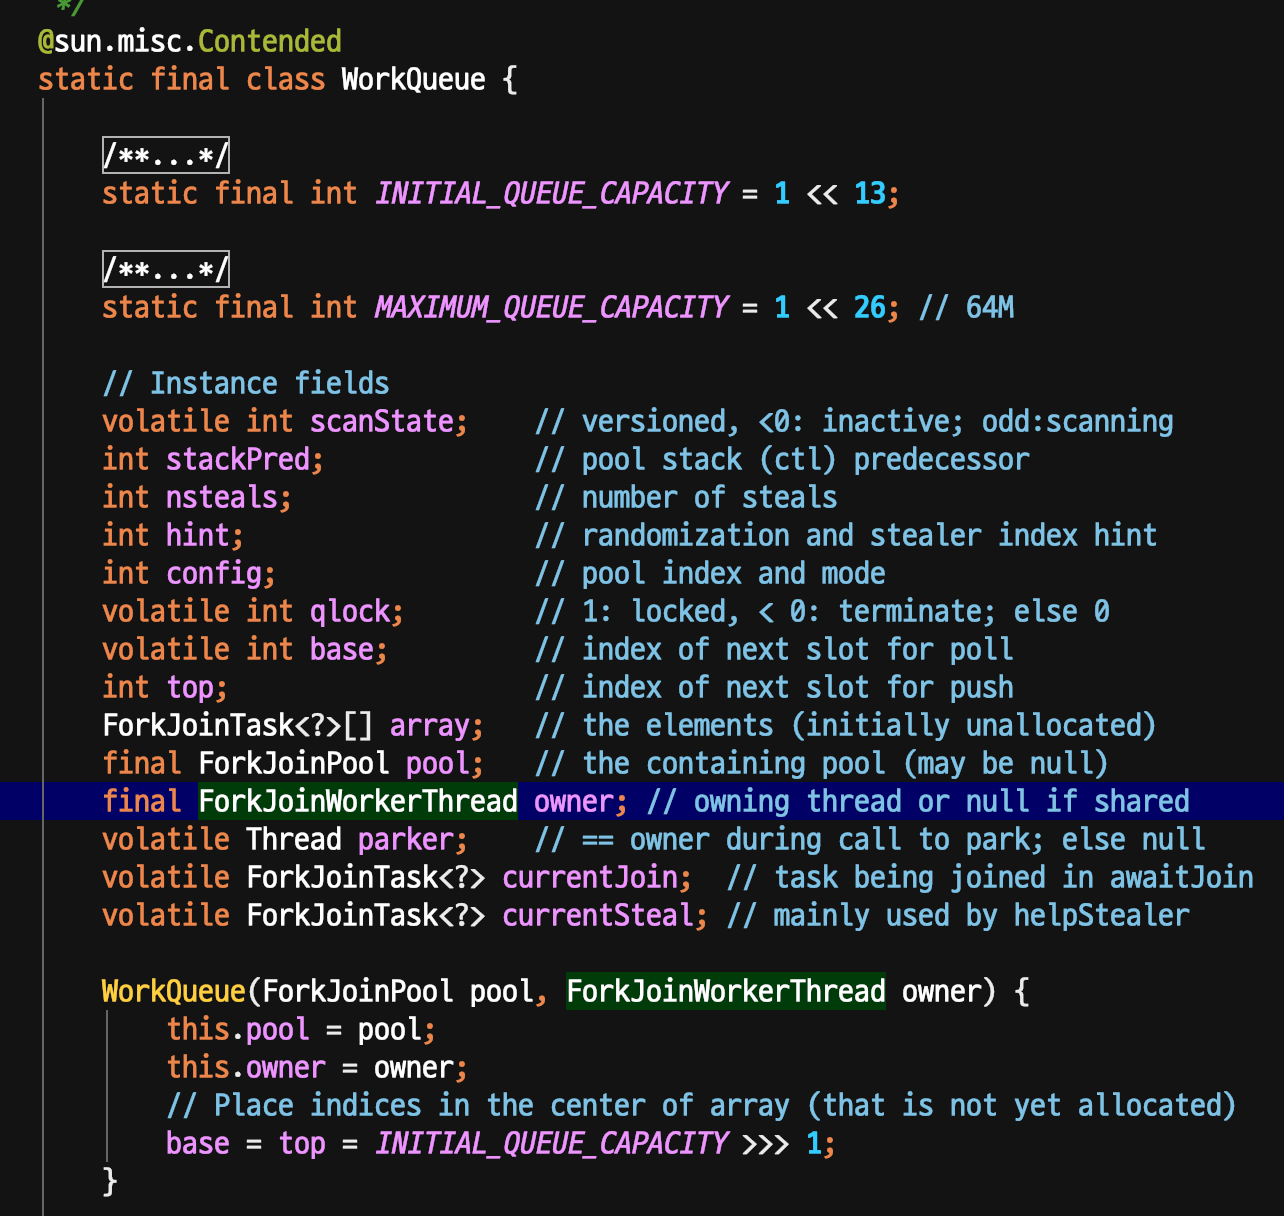 */
@sun.misc.Contended
static final class WorkQueue {
/**...*/
static final int INITIAL_QUEUE_CAPACITY = 1 << 13;
/**...*/
static final int MAXIMUM_QUEUE_CAPACITY = 1 << 26; // 64M
// Instance fields
volatile int scanState;    // versioned, <0: inactive; odd:scanning
int stackPred;             // pool stack (ctl) predecessor
int nsteals;               // number of steals
int hint;                  // randomization and stealer index hint
int config;                // pool index and mode
volatile int qlock;        // 1: locked, < 0: terminate; else 0
volatile int base;         // index of next slot for poll
int top;                   // index of next slot for push
ForkJoinTask<?>[] array;   // the elements (initially unallocated)
final ForkJoinPool pool;   // the containing pool (may be null)
final ForkJoinWorkerThread owner; // owning thread or null if shared
volatile Thread parker;    // == owner during call to park; else null
volatile ForkJoinTask<?> currentJoin;  // task being joined in awaitJoin
volatile ForkJoinTask<?> currentSteal; // mainly used by helpStealer
WorkQueue(ForkJoinPool pool, ForkJoinWorkerThread owner) {
this.pool = pool;
this.owner = owner;
// Place indices in the center of array (that is not yet allocated)
base = top = INITIAL_QUEUE_CAPACITY >>> 1;
}